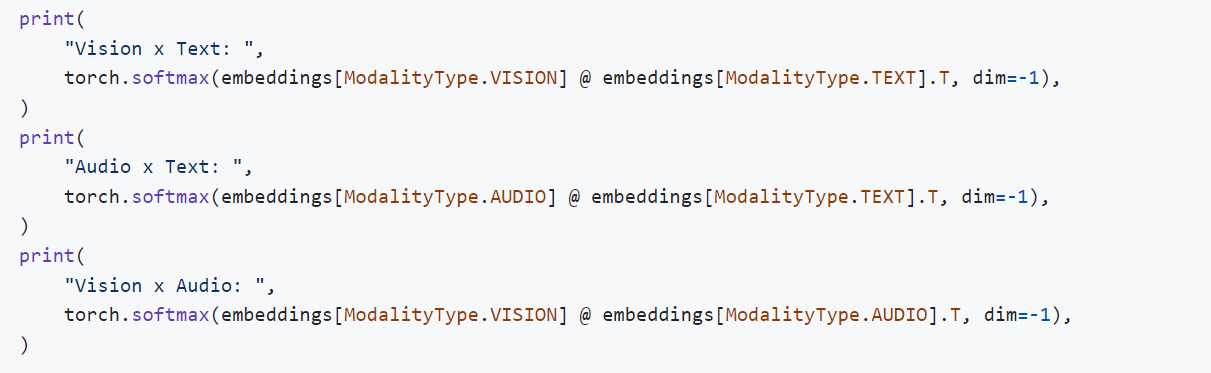 print(
    "Vision x Text: ",
    torch.softmax(embeddings[ModalityType.VISION] @ embeddings[ModalityType.TEXT].T, dim=-1),
)
print(
    "Audio x Text: ",
    torch.softmax(embeddings[ModalityType.AUDIO] @ embeddings[ModalityType.TEXT].T, dim=-1),
)
print(
    "Vision x Audio: ",
    torch.softmax(embeddings[ModalityType.VISION] @ embeddings[ModalityType.AUDIO].T, dim=-1),
)